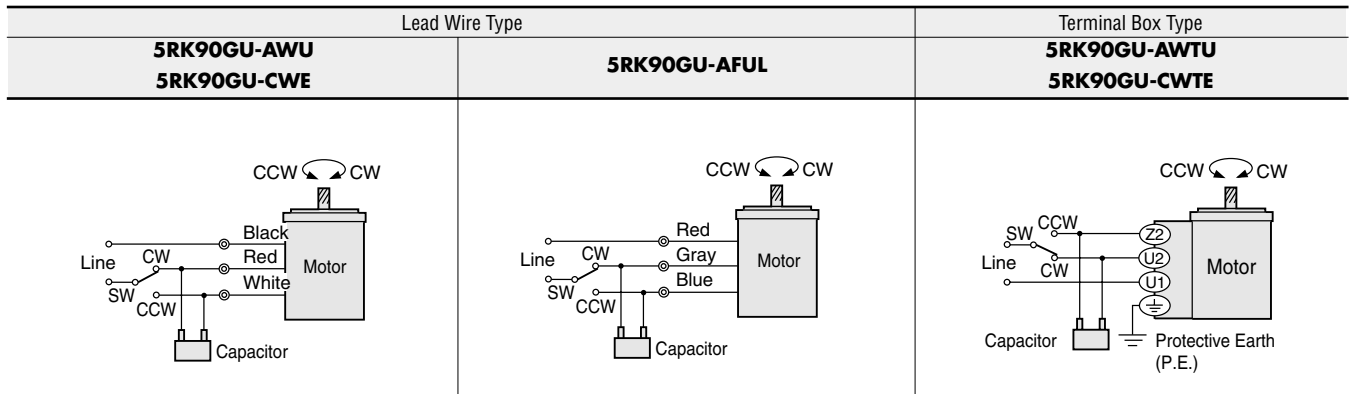 Lead Wire Type
Terminal Box Type
5RK90GU-AWU
5RK90GU-CWE
5RK90GU-AFUL
5RK90GU-AWTU
5RK90GU-CWTE
CCW CW
Black
Red
White
Line
CW
SW
CCW
Motor
Capacitor
CCW CW
Red
Gray
Blue
Line
CW
SW
CCW
Motor
Capacitor
CCW CW
SW
CCW
Line
CW
Z2
U2
U1
Motor
Capacitor
Protective Earth
(P.E.)